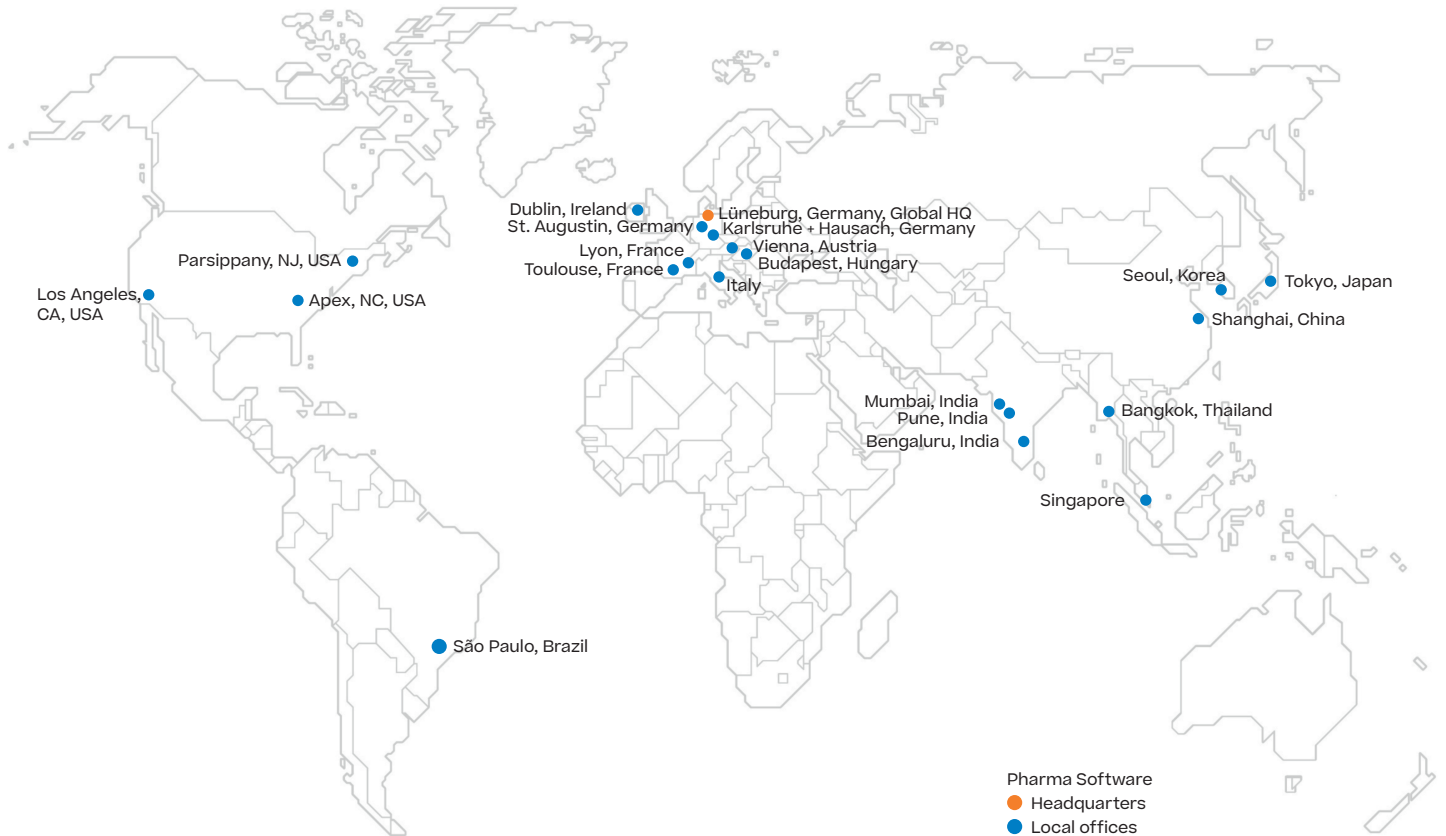 Dublin, Ireland
Lüneburg, Germany, Global HQ
St. Augustin, Germany
Karlsruhe + Hausach, Germany
Lyon, France
Vienna, Austria
Toulouse, France
Budapest, Hungary
Italy
Parsippany, NJ, USA
Los Angeles,
CA, USA
Apex, NC, USA
Seoul, Korea
Tokyo, Japan
Shanghai, China
Mumbai, India
Pune, India
Bengaluru, India
Bangkok, Thailand
Singapore
São Paulo, Brazil
Pharma Software
Headquarters
Local offices